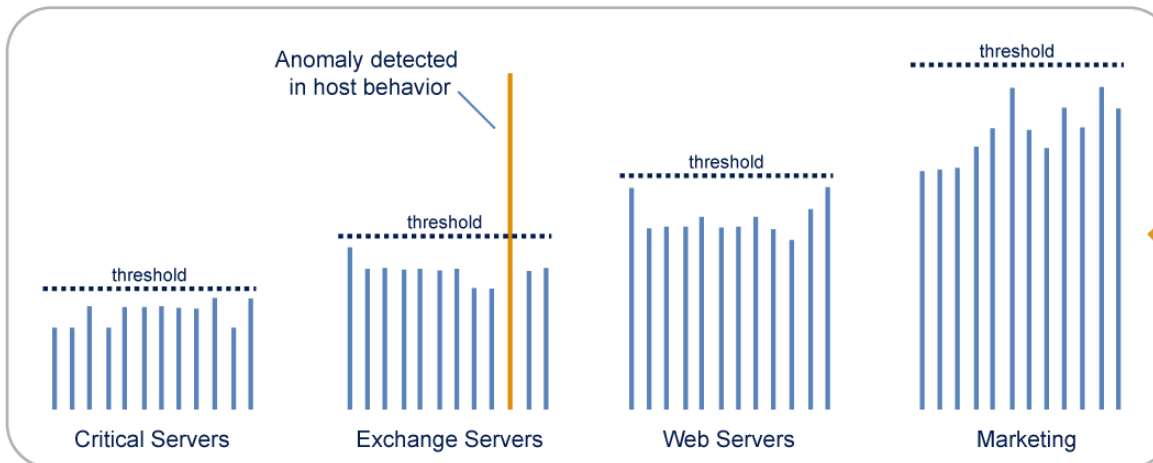 Anomaly detected
in host behavior
threshold
threshold
threshold
threshold
Critical Servers
Exchange Servers
Web Servers
Marketing